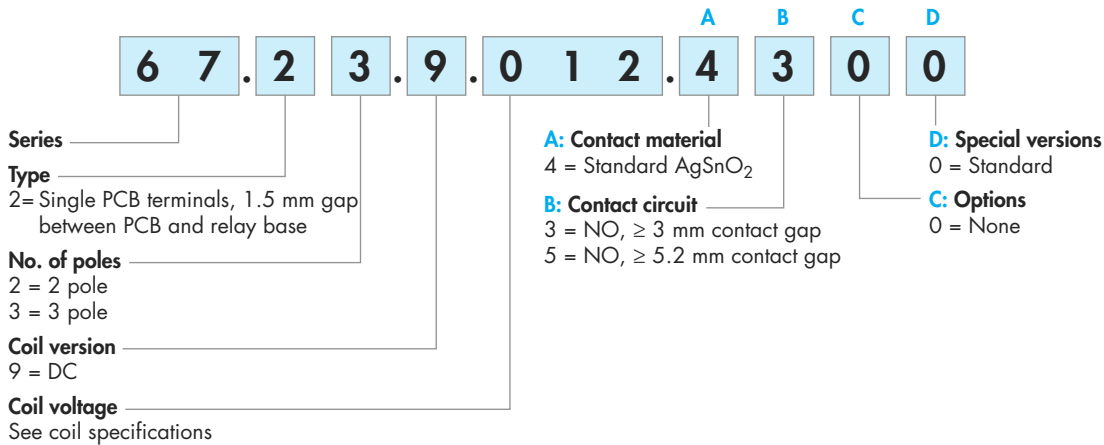 A B C D
6 7 . 2 3 . 9 . 0 1 2 . 4 3 0 0
Series
Type
2= Single PCB terminals, 1.5 mm gap
between PCB and relay base
No. of poles
2 = 2 pole
3 = 3 pole
Coil version
9 = DC
Coil voltage
See coil specifications
A: Contact material
4 = Standard AgSnO₂
B: Contact circuit
3 = NO, ≥ 3 mm contact gap
5 = NO, ≥ 5.2 mm contact gap
D: Special versions
0 = Standard
C: Options
0 = None